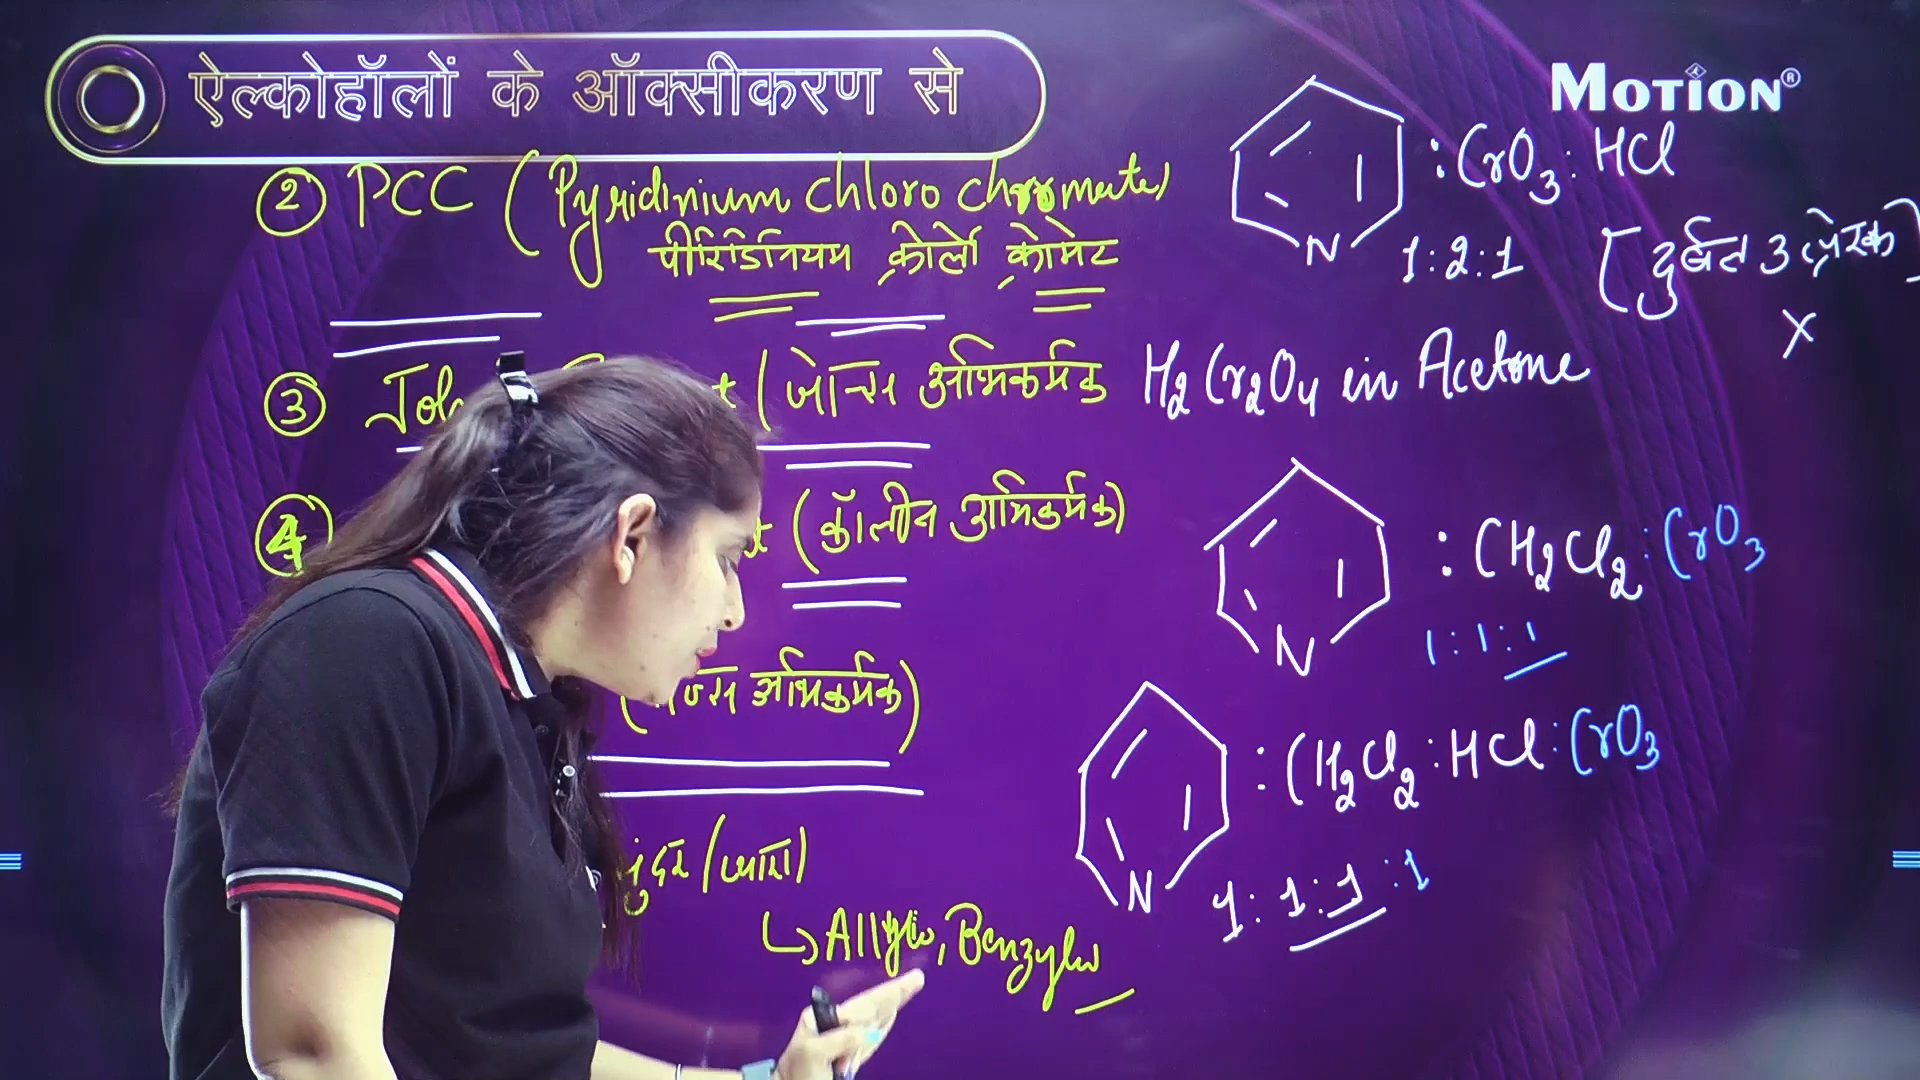 ऐल्कोहॉलों के ऑक्सीकरण से
MOTION®
② PCC (Pyridinium chloro chromate)
पीरिडिनियम क्लोरो क्रोमेट
:CrO3:HCl
N
1:2:1
[दुर्बल उत्प्रेरक]
X
③ (जोन्स अभिकर्मक H2Cr2O4 in Acetone
④ (कॉलीन अभिकर्मक)
:CH2Cl2:CrO3
N
1:1:1
अभिकर्मक)
:CH2Cl2:HCl:CrO3
N
1:1:1:1
↳ Allylic, Benzylic